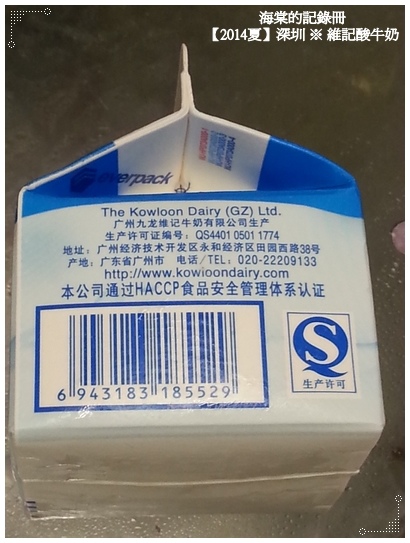 海棠的記錄冊
【2014夏】深圳 ※ 維記酸牛奶
everpack
The Kowloon Dairy (GZ) Ltd.
广州九龙维记牛奶有限公司生产
生产许可证编号：QS4401 0501 1774
地址：广州经济技术开发区永和经济区田园西路38号
产地：广东省广州市 电话/TEL：020-22209133
http://www.kowloondairy.com
本公司通过HACCP食品安全管理体系认证
6 943183 185529
QS
生产许可